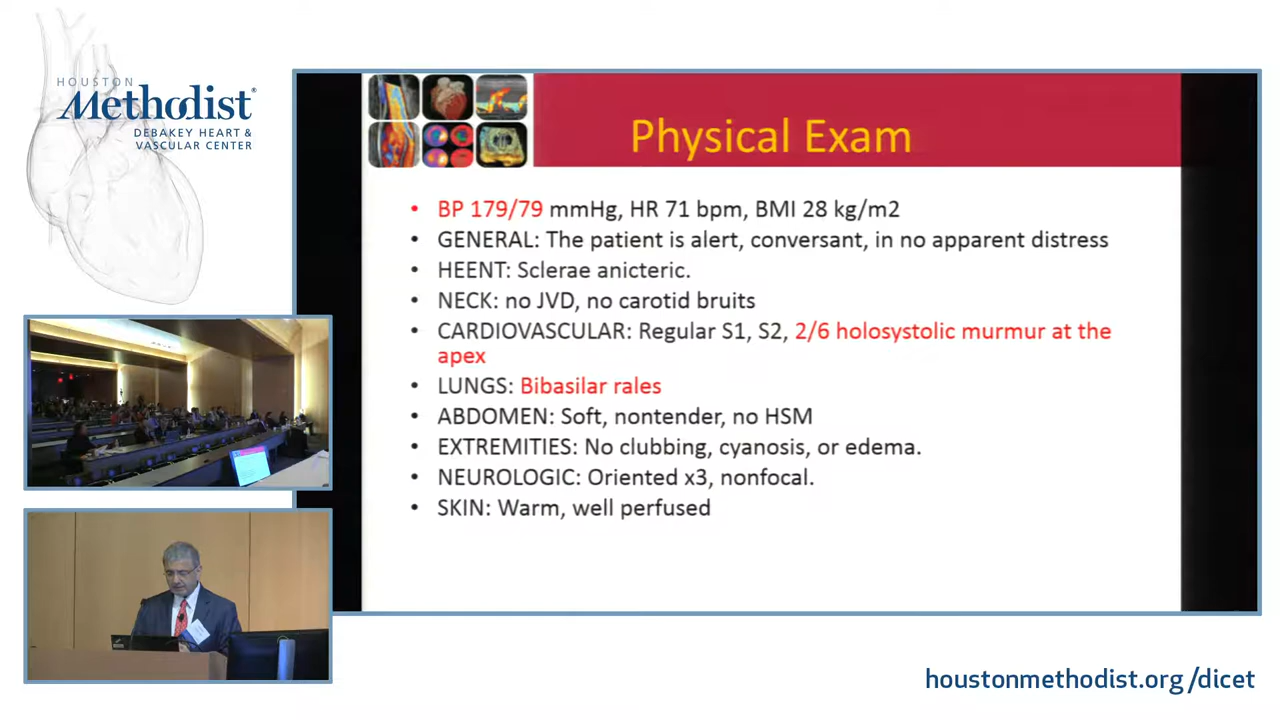 HOUSTON
Methodist®
DEBAKEY HEART &
VASCULAR CENTER
Physical Exam
• BP 179/79 mmHg, HR 71 bpm, BMI 28 kg/m2
• GENERAL: The patient is alert, conversant, in no apparent distress
• HEENT: Sclerae anicteric.
• NECK: no JVD, no carotid bruits
• CARDIOVASCULAR: Regular S1, S2, 2/6 holosystolic murmur at the
apex
• LUNGS: Bibasilar rales
• ABDOMEN: Soft, nontender, no HSM
• EXTREMITIES: No clubbing, cyanosis, or edema.
• NEUROLOGIC: Oriented x3, nonfocal.
• SKIN: Warm, well perfused
houstonmethodist.org/dicet